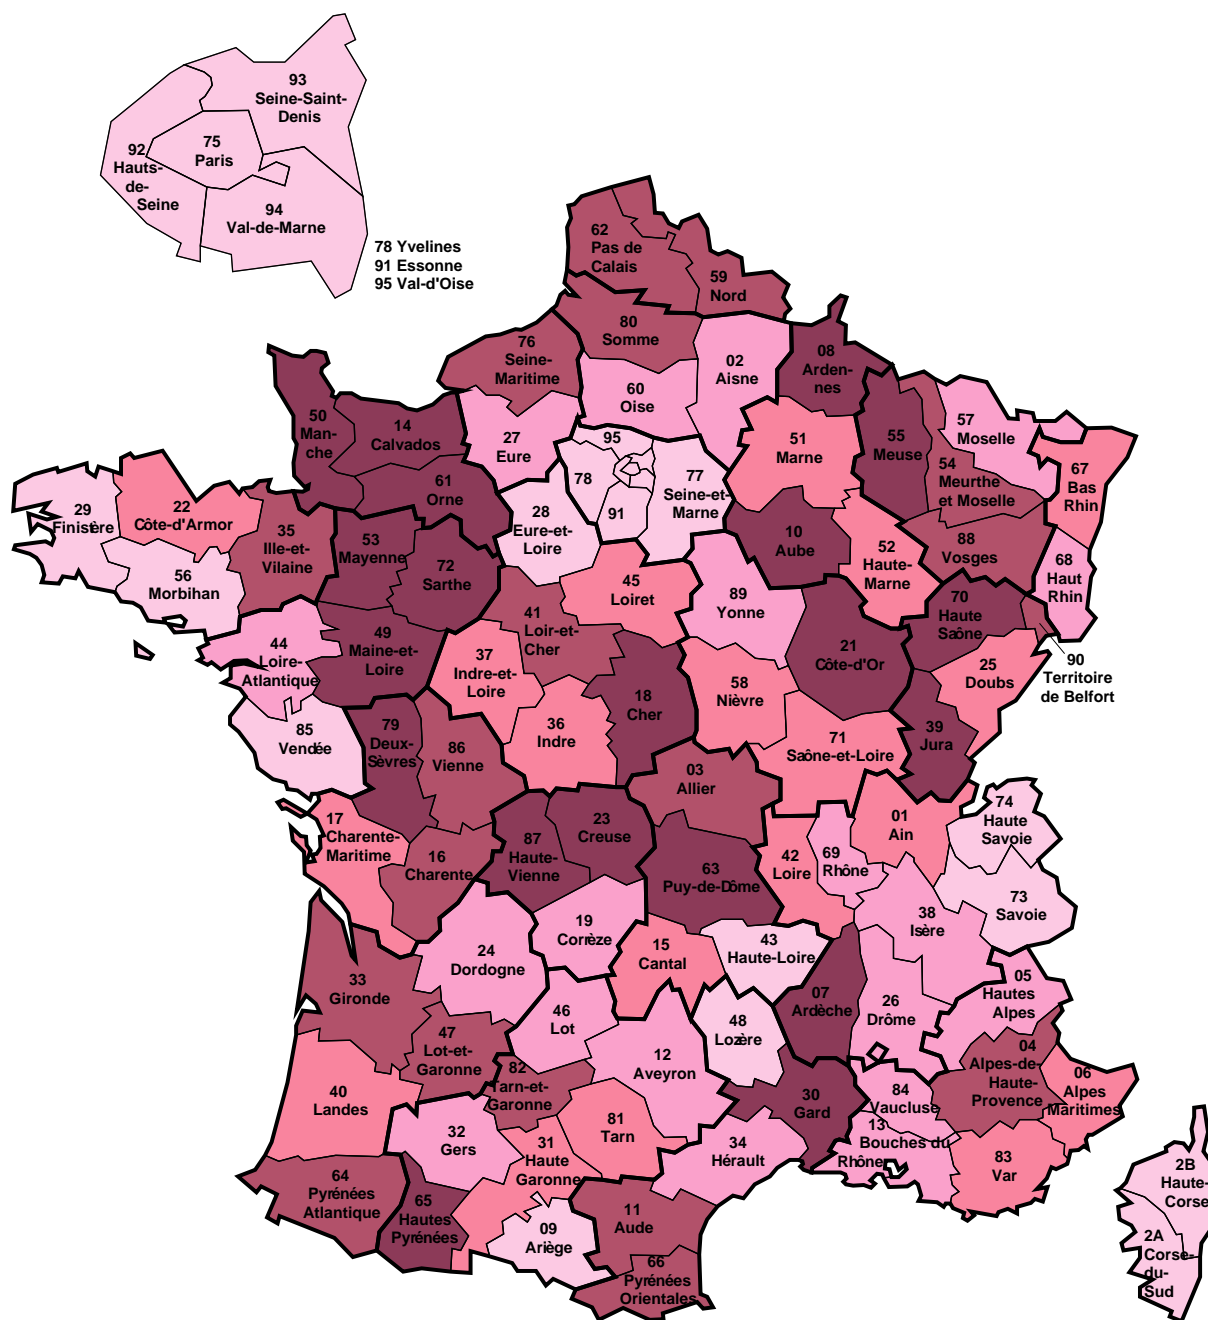 93
Seine-Saint-
Denis
75
Paris
92
Hauts-
de-
Seine
94
Val-de-Marne
78 Yvelines
91 Essonne
95 Val-d'Oise
62
Pas de
Calais
59
Nord
80
Somme
76
Seine-
Maritime
02
Aisne
08
Arden-
nes
60
Oise
50
Man-
che
14
Calvados
27
Eure
95
78
91
77
Seine-et-
Marne
51
Marne
55
Meuse
57
Moselle
54
Meurthe
et Moselle
67
Bas
Rhin
61
Orne
29
Finistère
22
Côte-d'Armor
35
Ille-et-
Vilaine
53
Mayenne
72
Sarthe
28
Eure-et-
Loire
10
Aube
52
Haute-
Marne
88
Vosges
68
Haut
Rhin
56
Morbihan
45
Loiret
89
Yonne
70
Haute
Saône
41
Loir-et-
Cher
44
Loire-
Atlantique
49
Maine-et-
Loire
37
Indre-et-
Loire
21
Côte-d'Or
25
Doubs
90
Territoire
de Belfort
18
Cher
58
Nièvre
36
Indre
85
Vendée
79
Deux-
Sèvres
86
Vienne
71
Saône-et-Loire
39
Jura
03
Allier
01
Ain
74
Haute
Savoie
17
Charente-
Maritime
16
Charente
87
Haute-
Vienne
23
Creuse
63
Puy-de-Dôme
42
Loire
69
Rhône
73
Savoie
38
Isère
19
Corrèze
24
Dordogne
15
Cantal
43
Haute-Loire
33
Gironde
07
Ardèche
26
Drôme
05
Hautes
Alpes
46
Lot
48
Lozère
47
Lot-et-
Garonne
12
Aveyron
82
Tarn-et-
Garonne
04
Alpes-de-
Haute-
Provence
06
Alpes
Maritimes
40
Landes
30
Gard
84
Vaucluse
32
Gers
31
Haute
Garonne
81
Tarn
34
Hérault
13
Bouches du
Rhône
83
Var
64
Pyrénées
Atlantique
65
Hautes
Pyrénées
09
Ariège
11
Aude
66
Pyrénées
Orientales
2B
Haute-
Corse
2A
Corse-
du-
Sud